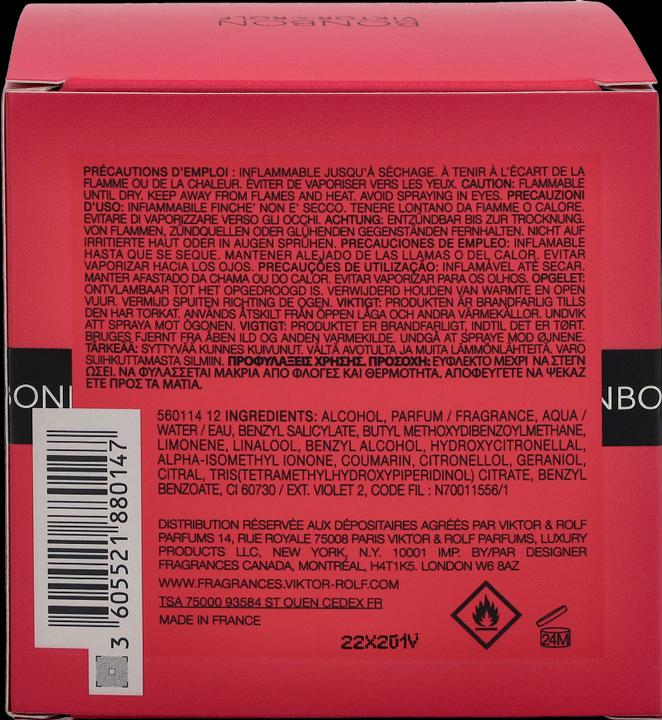 BONBON
VIKTOR&ROLF
PRÉCAUTIONS D'EMPLOI : INFLAMMABLE JUSQU'À SÉCHAGE. À TENIR À L'ÉCART DE LA
FLAMME OU DE LA CHALEUR. ÉVITER DE VAPORISER VERS LES YEUX. CAUTION: FLAMMABLE
UNTIL DRY. KEEP AWAY FROM FLAMES AND HEAT. AVOID SPRAYING IN EYES. PRECAUZIONI
D'USO: INFIAMMABILE FINCHE' NON E' SECCO. TENERE LONTANO DA FIAMME O CALORE.
EVITARE DI VAPORIZZARE VERSO GLI OCCHI. ACHTUNG: ENTZÜNDBAR BIS ZUR TROCKNUNG.
VON FLAMMEN, ZÜNDQUELLEN ODER GLÜHENDEN GEGENSTÄNDEN FERNHALTEN. NICHT AUF
IRRITIERTE HAUT ODER IN AUGEN SPRÜHEN. PRECAUCIONES DE EMPLEO: INFLAMABLE
HASTA QUE SE SEQUE. MANTENER ALEJADO DE LAS LLAMAS O DEL CALOR. EVITAR
VAPORIZAR HACIA LOS OJOS. PRECAUÇÕES DE UTILIZAÇÃO: INFLAMÁVEL ATÉ SECAR.
MANTER AFASTADO DA CHAMA OU DO CALOR. EVITAR VAPORIZAR PARA OS OLHOS. OPGELET:
ONTVLAMBAAR TOT HET OPGEDROOGD IS. VERWIJDERD HOUDEN VAN WARMTE EN OPEN
VUUR. VERMIJD SPUITEN RICHTING DE OGEN. VIKTIGT: PRODUKTEN ÄR BRANDFARLIG TILLS
DEN HAR TORKAT. ANVÄNDS ÅTSKILT FRÅN ÖPPEN LÅGA OCH ANDRA VÄRMEKÄLLOR. UNDVIK
ATT SPRAYA MOT ÖGONEN. VIGTIGT: PRODUKTET ER BRANDFARLIGT, INDTIL DET ER TØRT.
BRUGES FJERNT FRA ÅBEN ILD OG ANDEN VARMEKILDE. UNDGÅ AT SPRAYE MOD ØJNENE.
TÄRKEÄÄ: SYTTYVÄÄ KUNNES KUIVUNUT. VÄLTÄ AVOTULTA JA MUITA LÄMMÖNLÄHTEITÄ. VARO
SUIHKUTTAMASTA SILMIIN. ΠΡΟΦΥΛΑΞΕΙΣ ΧΡΗΣΗΣ. ΠΡΟΣΟΧΗ: ΕΥΦΛΕΚΤΟ ΜΕΧΡΙ ΝΑ ΣΤΕΓΝ
ΩΣΕΙ. ΝΑ ΦΥΛΑΣΣΕΤΑΙ ΜΑΚΡΙΑ ΑΠΟ ΦΛΟΓΕΣ ΚΑΙ ΘΕΡΜΟΤΗΤΑ. ΑΠΟΦΕΥΓΕΤΕ ΝΑ ΨΕΚΑΖ
ΕΤΕ ΠΡΟΣ ΤΑ ΜΑΤΙΑ.
BON
NBO
560114 12 INGREDIENTS: ALCOHOL, PARFUM / FRAGRANCE, AQUA /
WATER / EAU, BENZYL SALICYLATE, BUTYL METHOXYDIBENZOYLMETHANE,
LIMONENE, LINALOOL, BENZYL ALCOHOL, HYDROXYCITRONELLAL,
ALPHA-ISOMETHYL IONONE, COUMARIN, CITRONELLOL, GERANIOL,
CITRAL, TRIS(TETRAMETHYLHYDROXYPIPERIDINOL) CITRATE, BENZYL
BENZOATE, CI 60730 / EXT. VIOLET 2, CODE FIL : N70011556/1
3 605521 880147
DISTRIBUTION RÉSERVÉE AUX DÉPOSITAIRES AGRÉÉS PAR VIKTOR & ROLF
PARFUMS 14, RUE ROYALE 75008 PARIS VIKTOR & ROLF PARFUMS, LUXURY
PRODUCTS LLC, NEW YORK, N.Y. 10001 IMP. BY/PAR DESIGNER
FRAGRANCES CANADA, MONTRÉAL, H4T1K5. LONDON W6 8AZ
WWW.FRAGRANCES.VIKTOR-ROLF.COM
TSA 75000 93584 ST OUEN CEDEX FR
MADE IN FRANCE
22X201V
24M